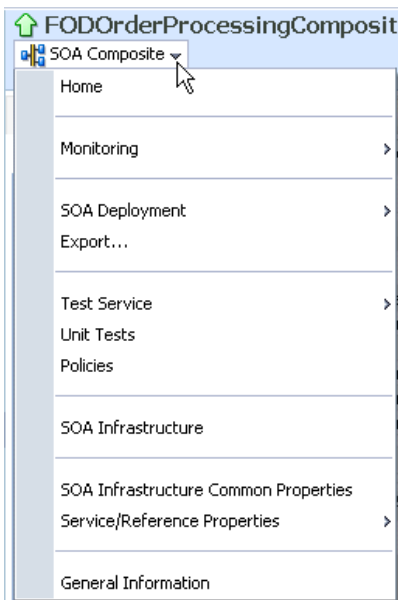 FODOrderProcessingComposit
SOA Composite
Home
Monitoring
SOA Deployment
Export...
Test Service
Unit Tests
Policies
SOA Infrastructure
SOA Infrastructure Common Properties
Service/Reference Properties
General Information